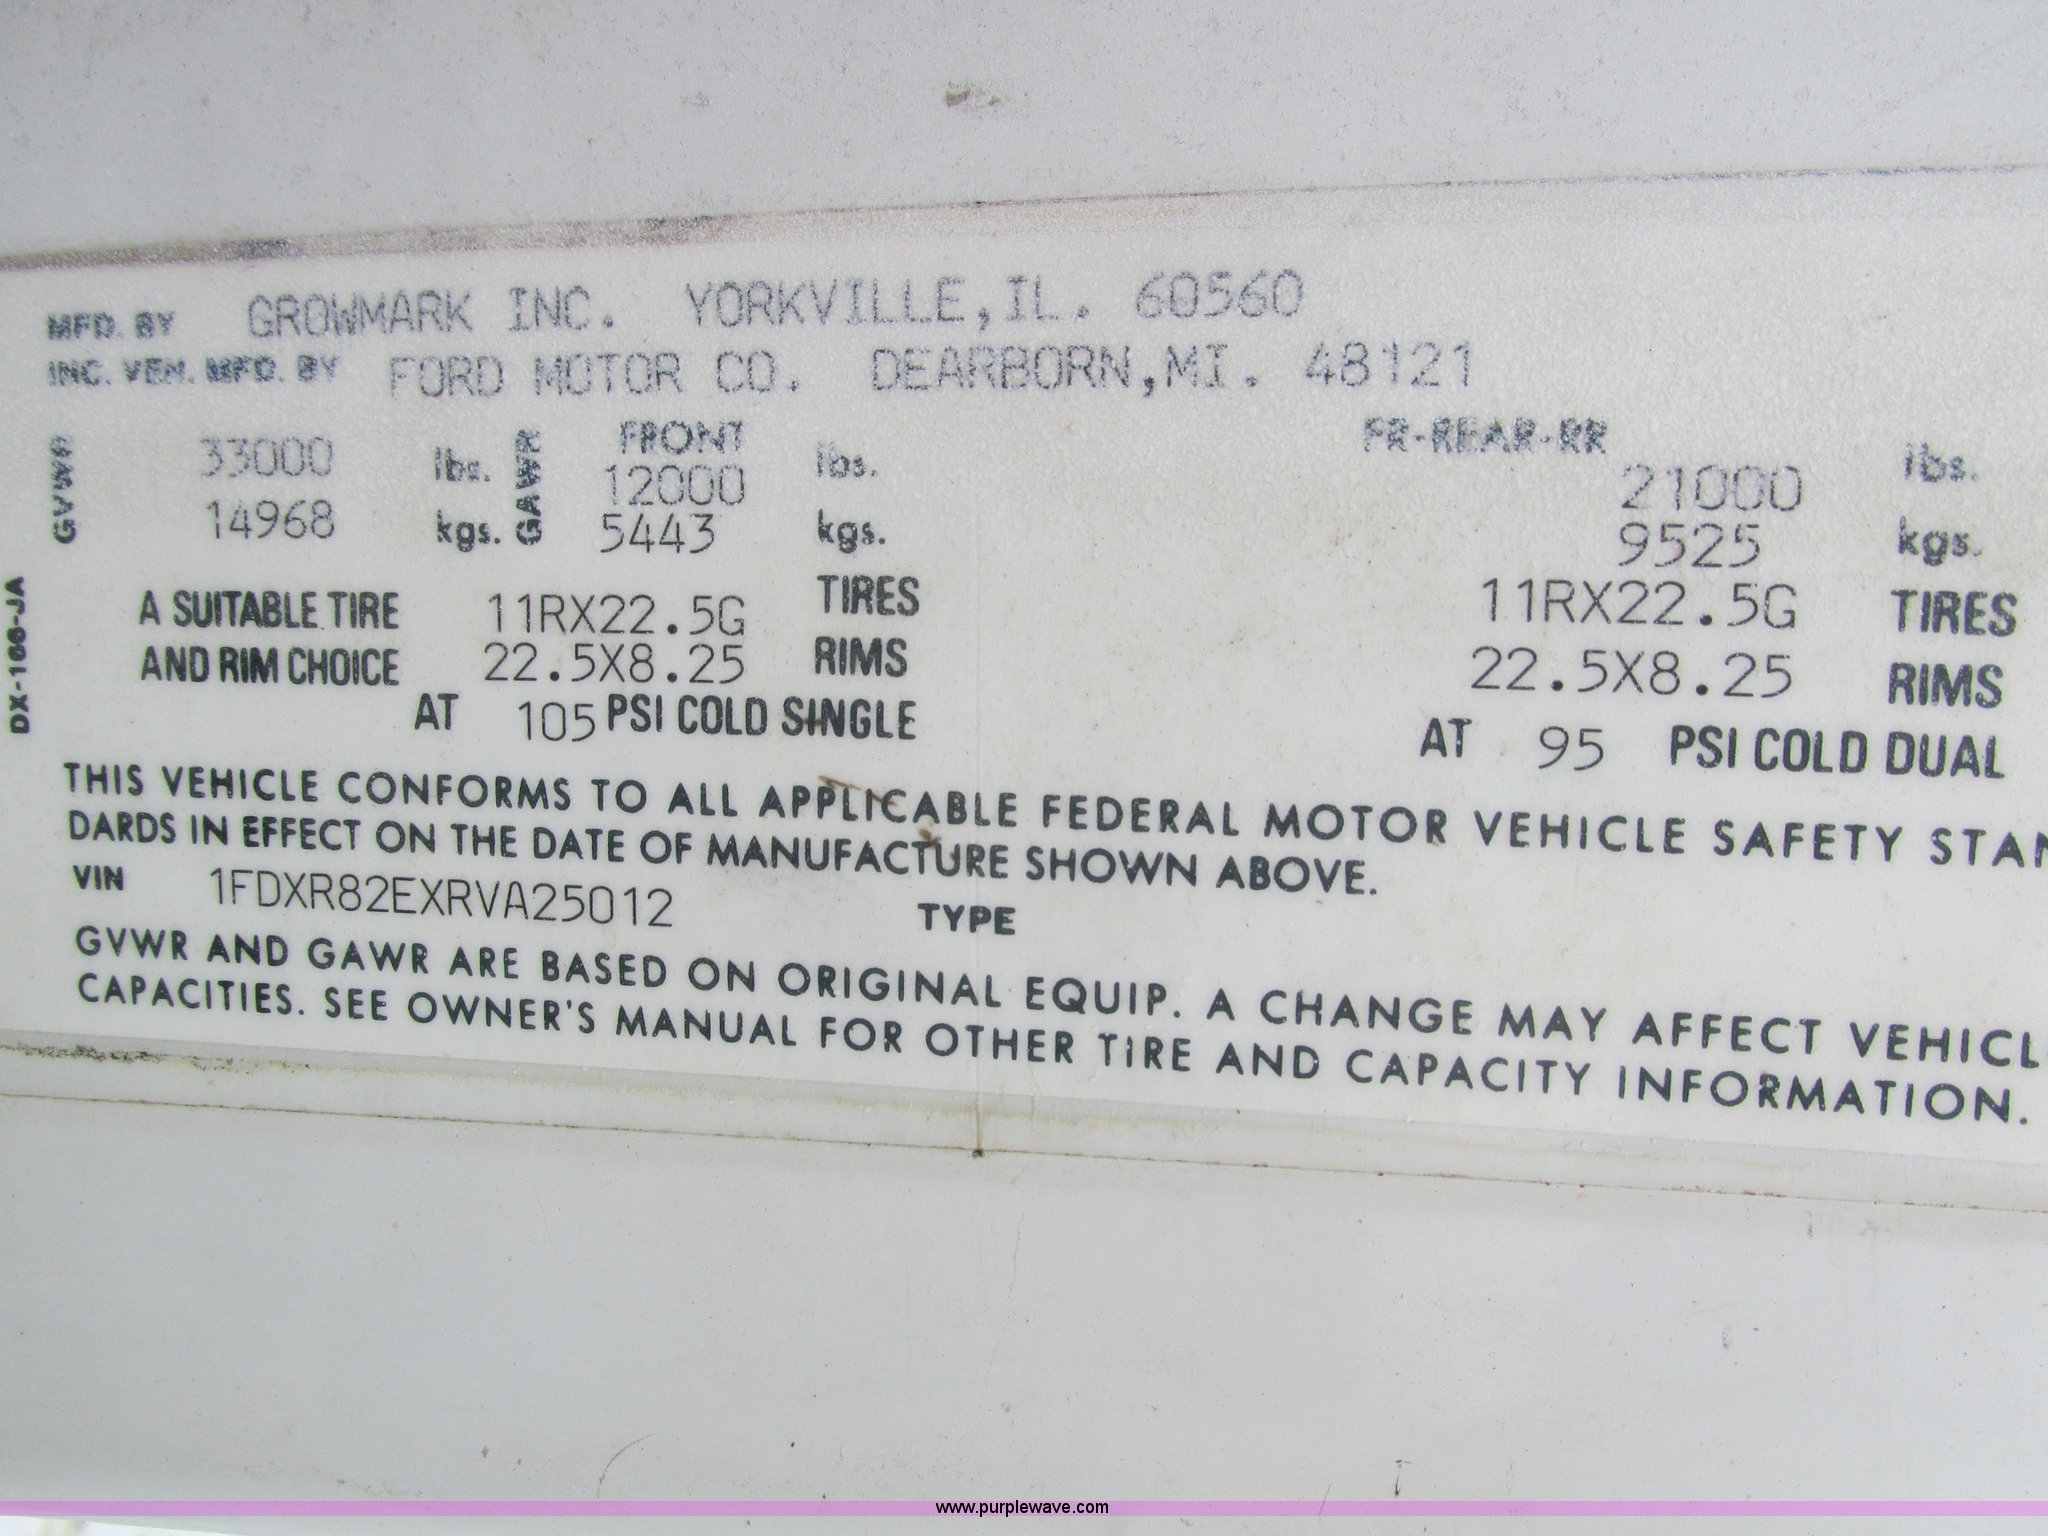 MFD. BY GROWMARK INC. YORKVILLE, IL. 60560
INC. VEH. MFD. BY FORD MOTOR CO. DEARBORN, MI. 48121
GVWR 33000 lbs. GAWR FRONT 12000 lbs. FR-REAR-RR 21000 lbs.
14968 kgs. 5443 kgs. 9525 kgs.
A SUITABLE TIRE 11RX22.5G TIRES 11RX22.5G TIRES
AND RIM CHOICE 22.5X8.25 RIMS 22.5X8.25 RIMS
AT 105 PSI COLD SINGLE AT 95 PSI COLD DUAL
DX-166-JA
THIS VEHICLE CONFORMS TO ALL APPLICABLE FEDERAL MOTOR VEHICLE SAFETY STAN
DARDS IN EFFECT ON THE DATE OF MANUFACTURE SHOWN ABOVE.
VIN 1FDXR82EXRVA25012 TYPE
GVWR AND GAWR ARE BASED ON ORIGINAL EQUIP. A CHANGE MAY AFFECT VEHICL
CAPACITIES. SEE OWNER'S MANUAL FOR OTHER TIRE AND CAPACITY INFORMATION.
www.purplewave.com